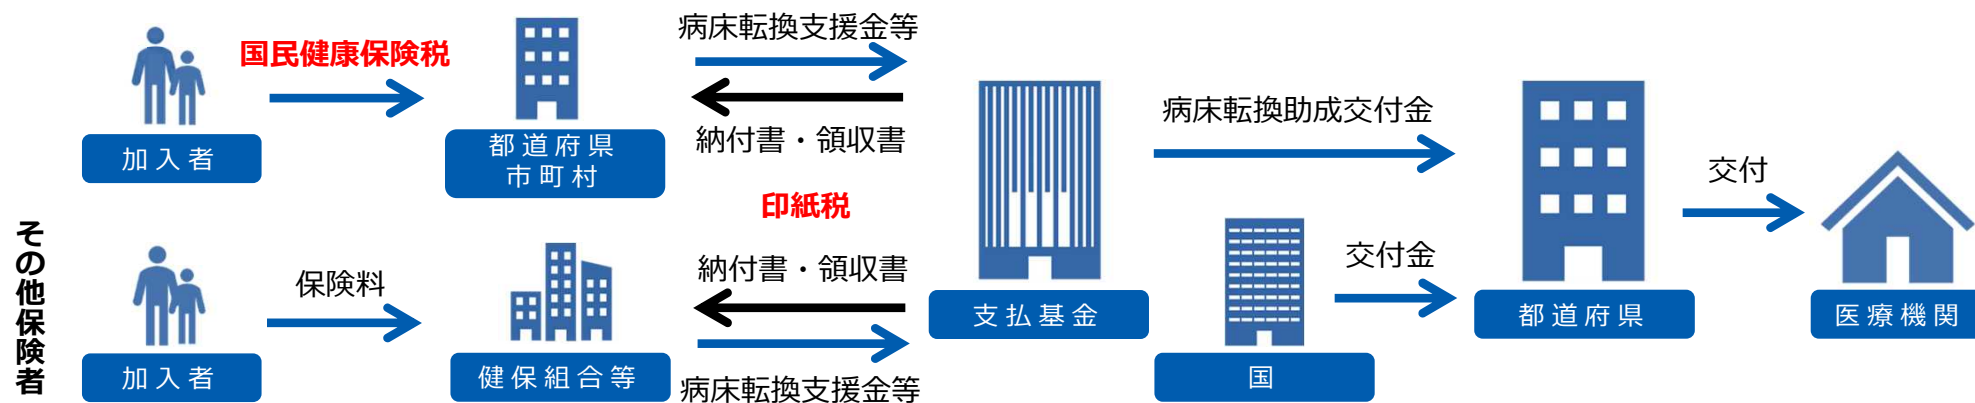 国民健康保険税
病床転換支援金等
納付書・領収書
加入者
都道府県
市町村
病床転換助成交付金
交付
印紙税
その他保険者
保険料
納付書・領収書
交付金
支払基金
都道府県
医療機関
加入者
健保組合等
病床転換支援金等
国